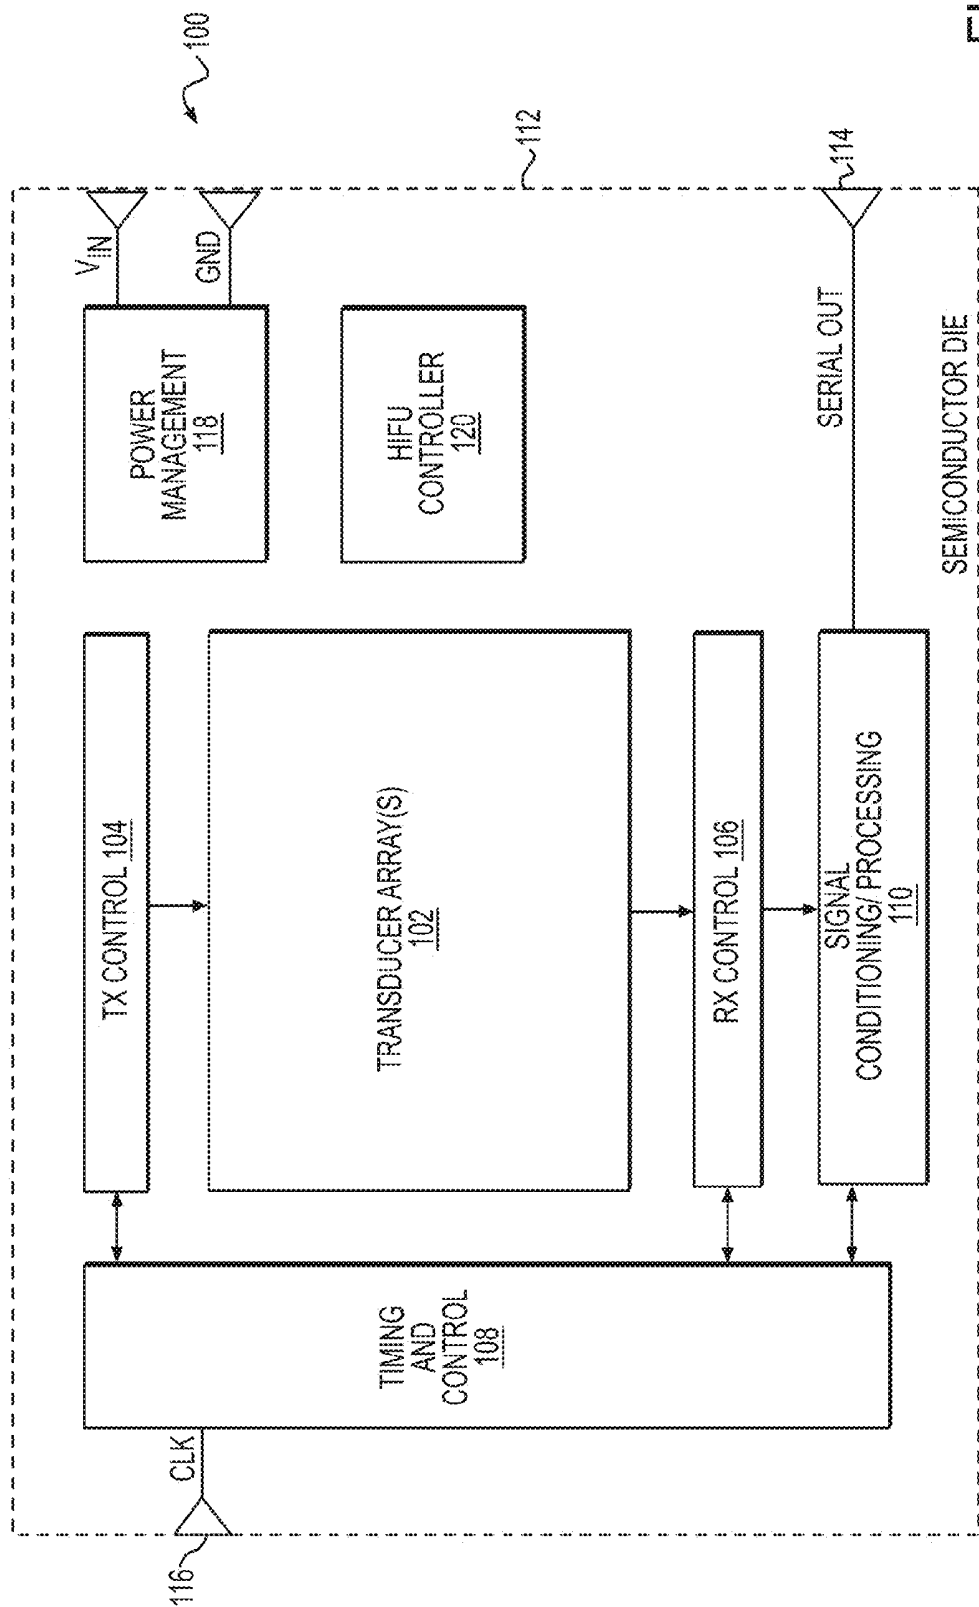 100
112
114
116
CLK
TIMING
AND
CONTROL
108
TX CONTROL 104
TRANSDUCER ARRAY(S)
102
RX CONTROL 106
SIGNAL
CONDITIONING/ PROCESSING
110
POWER
MANAGEMENT
118
VIN
GND
HIFU
CONTROLLER
120
SERIAL OUT
SEMICONDUCTOR DIE